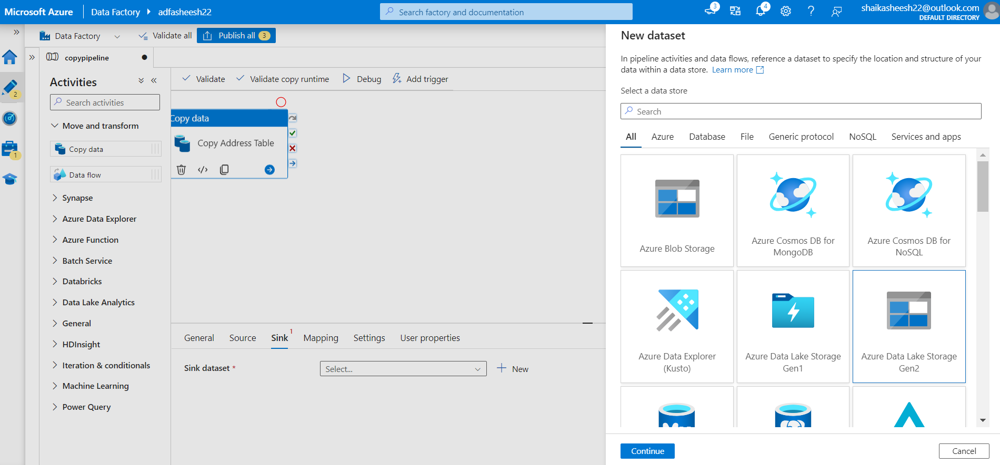 Microsoft Azure
Data Factory
adfasheesh22
Search factory and documentation
3
4
shaikasheesh22@outlook.com
DEFAULT DIRECTORY
Data Factory
Validate all
Publish all
3
copypipeline
2
1
Activities
Search activities
Move and transform
Copy data
Data flow
Synapse
Azure Data Explorer
Azure Function
Batch Service
Databricks
Data Lake Analytics
General
HDInsight
Iteration & conditionals
Machine Learning
Power Query
Validate
Validate copy runtime
Debug
Add trigger
Copy data
Copy Address Table
General
Source
Sink
1
Mapping
Settings
User properties
Sink dataset *
Select...
New
New dataset
In pipeline activities and data flows, reference a dataset to specify the location and structure of your
data within a data store. Learn more
Select a data store
Search
All
Azure
Database
File
Generic protocol
NoSQL
Services and apps
Azure Blob Storage
Azure Cosmos DB for
MongoDB
Azure Cosmos DB for
NoSQL
Azure Data Explorer
(Kusto)
Azure Data Lake Storage
Gen1
Azure Data Lake Storage
Gen2
Continue
Cancel